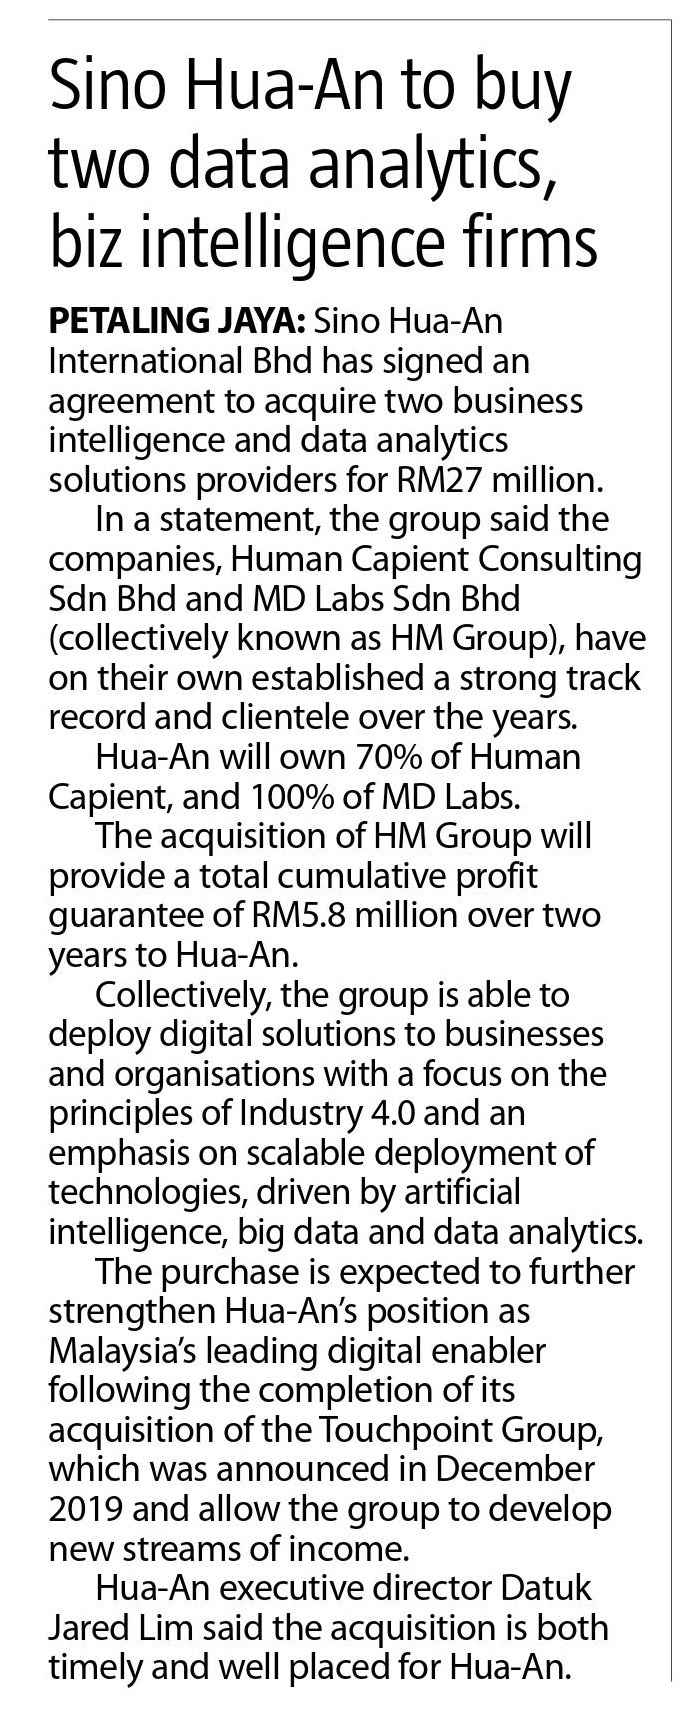 Sino Hua-An to buy
two data analytics,
biz intelligence firms
PETALING JAYA: Sino Hua-An
International Bhd has signed an
agreement to acquire two business
intelligence and data analytics
solutions providers for RM27 million.
In a statement, the group said the
companies, Human Capient Consulting
Sdn Bhd and MD Labs Sdn Bhd
(collectively known as HM Group), have
on their own established a strong track
record and clientele over the years.
Hua-An will own 70% of Human
Capient, and 100% of MD Labs.
The acquisition of HM Group will
provide a total cumulative profit
guarantee of RM5.8 million over two
years to Hua-An.
Collectively, the group is able to
deploy digital solutions to businesses
and organisations with a focus on the
principles of Industry 4.0 and an
emphasis on scalable deployment of
technologies, driven by artificial
intelligence, big data and data analytics.
The purchase is expected to further
strengthen Hua-An’s position as
Malaysia’s leading digital enabler
following the completion of its
acquisition of the Touchpoint Group,
which was announced in December
2019 and allow the group to develop
new streams of income.
Hua-An executive director Datuk
Jared Lim said the acquisition is both
timely and well placed for Hua-An.